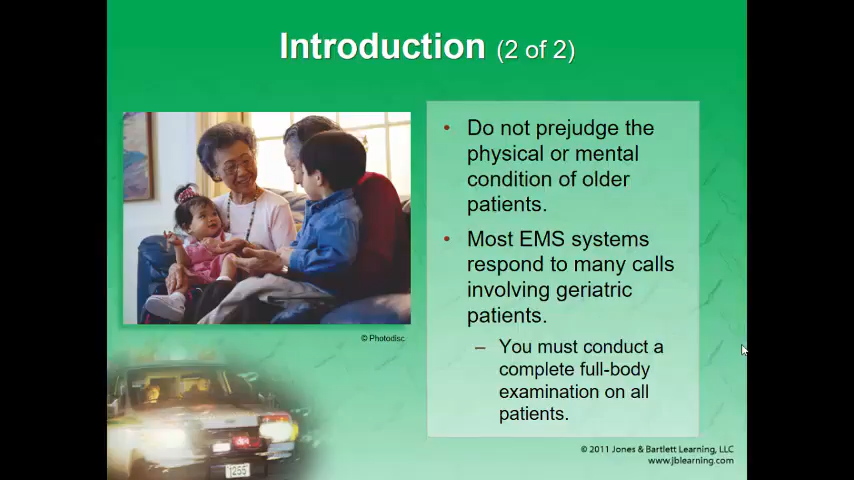 Introduction (2 of 2)
• Do not prejudge the
physical or mental
condition of older
patients.
• Most EMS systems
respond to many calls
involving geriatric
patients.
– You must conduct a
complete full-body
examination on all
patients.
© Photodisc
1255
© 2011 Jones & Bartlett Learning, LLC
www.jblearning.com